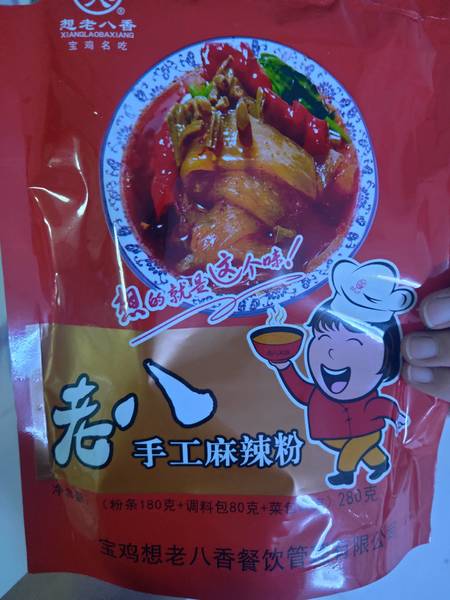 想老八香
XIANGLAOBAXIANG
宝鸡名吃
想的就是这个味!
老八
手工麻辣粉
(粉条180克+调料包80克+菜包 ) 280克
宝鸡想老八香餐饮管 有限公